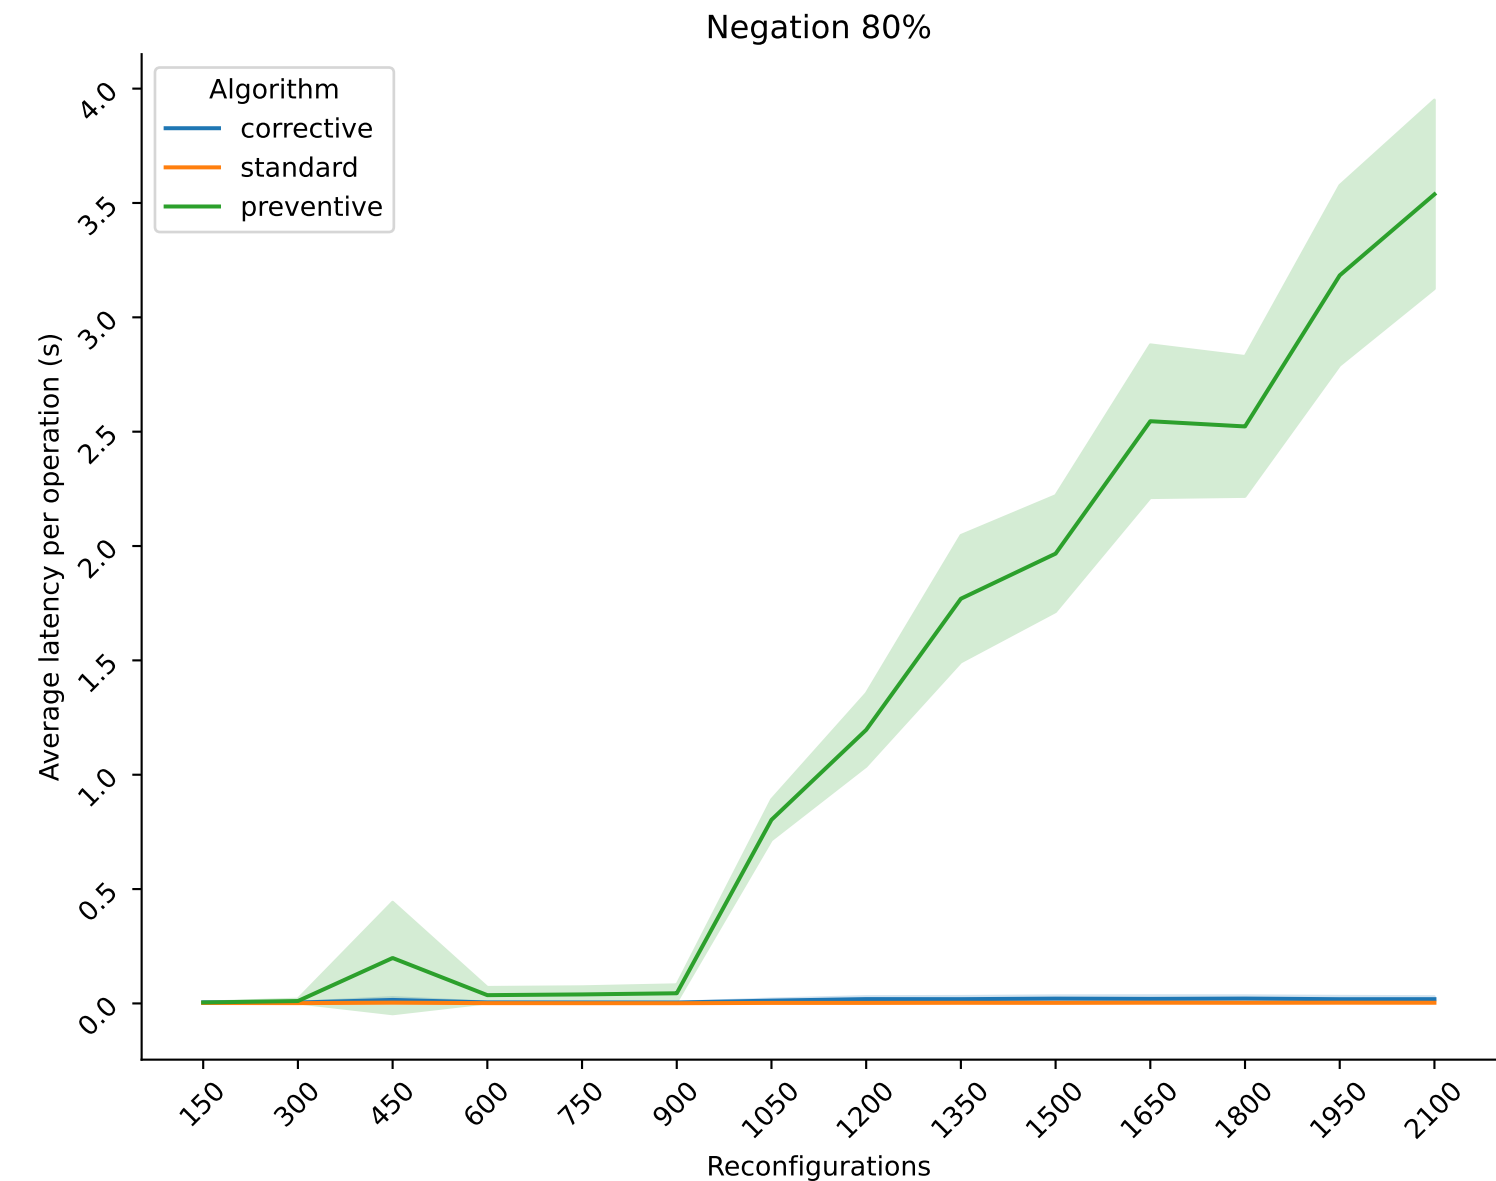 Negation 80%
Algorithm
corrective
standard
preventive
Average latency per operation (s)
4.0
3.5
3.0
2.5
2.0
1.5
1.0
0.5
0.0
150 300 450 600 750 900 1050 1200 1350 1500 1650 1800 1950 2100
Reconfigurations